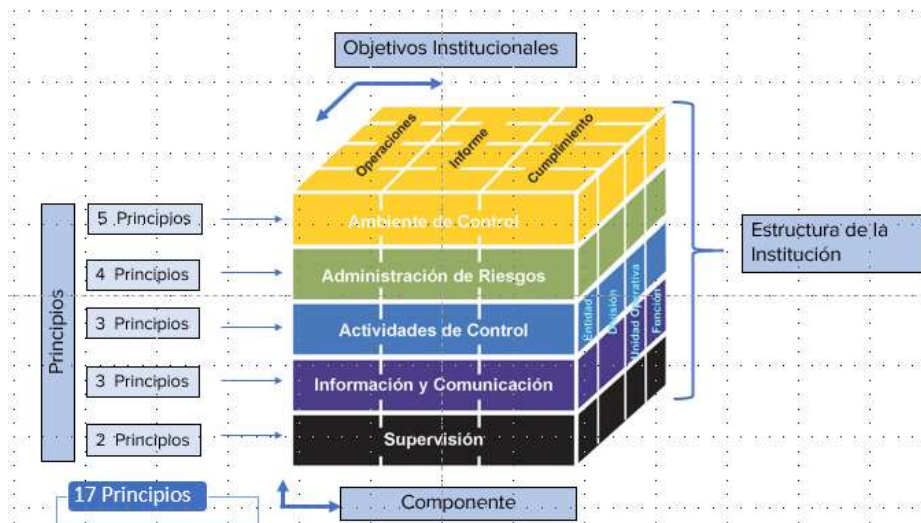 Objetivos Institucionales
Operaciones
Informe
Cumplimiento
Principios
5 Principios
4 Principios
3 Principios
3 Principios
2 Principios
17 Principios
Ambiente de Control
Administración de Riesgos
Actividades de Control
Información y Comunicación
Supervisión
Entidad
División
Unidad Operativa
Función
Estructura de la
Institución
Componente